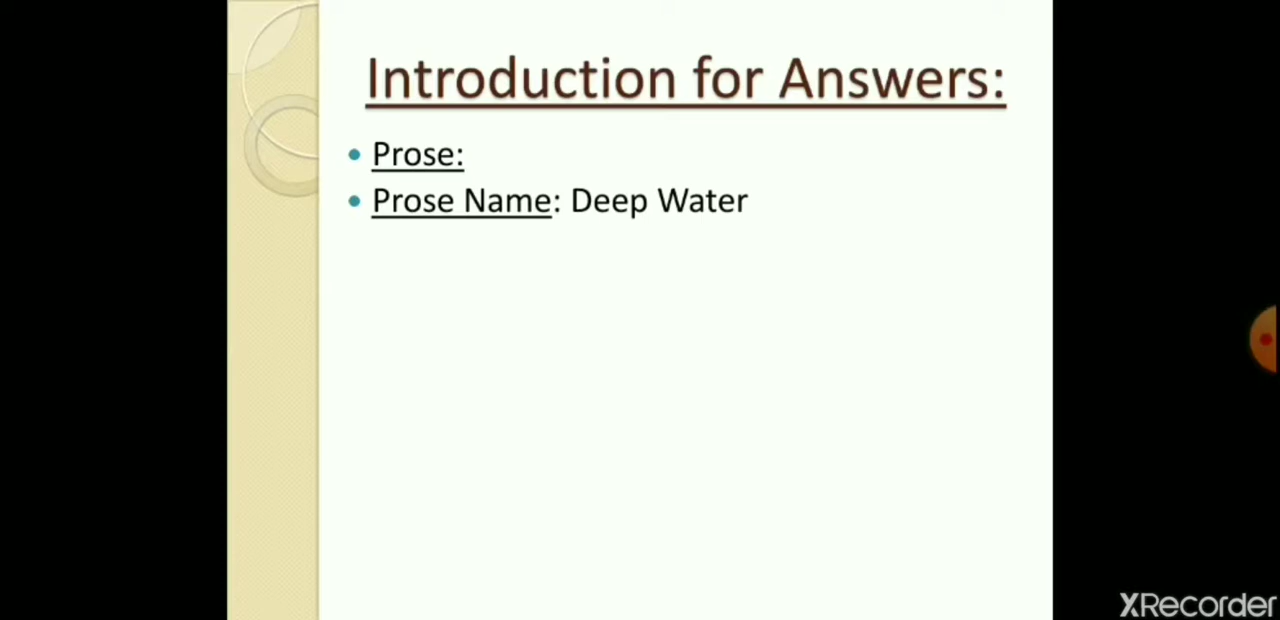 Introduction for Answers:
• Prose:
• Prose Name: Deep Water
XRecorder